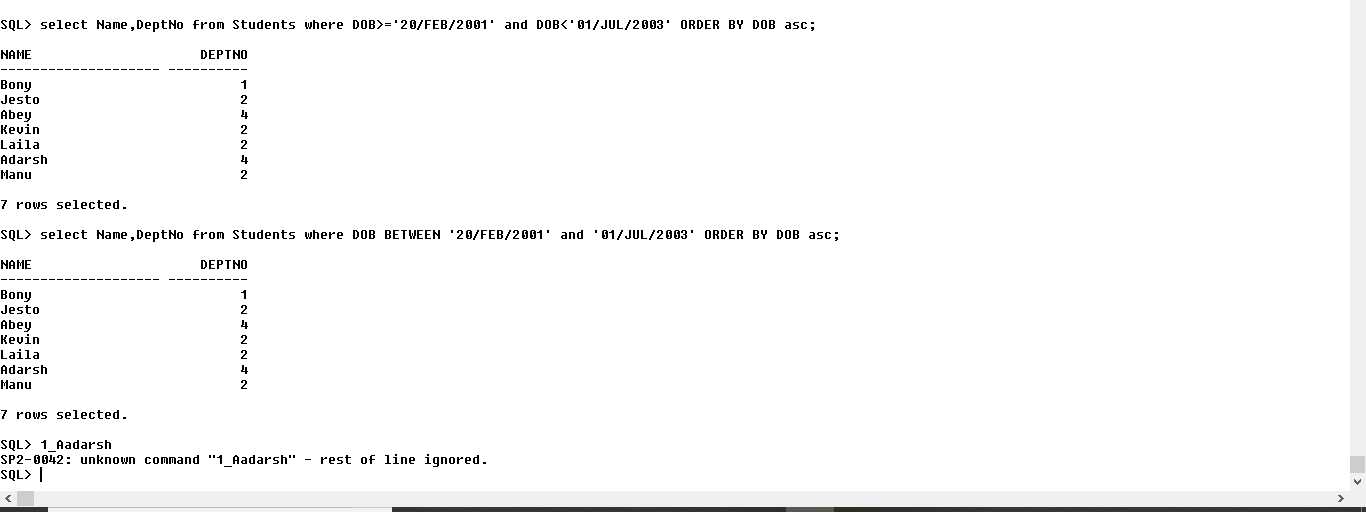 SQL> select Name,DeptNo from Students where DOB>='20/FEB/2001' and DOB<'01/JUL/2003' ORDER BY DOB asc;
NAME                     DEPTNO
-------------------- ----------
Bony                          1
Jesto                         2
Abey                          4
Kevin                         2
Laila                         2
Adarsh                        4
Manu                          2
7 rows selected.
SQL> select Name,DeptNo from Students where DOB BETWEEN '20/FEB/2001' and '01/JUL/2003' ORDER BY DOB asc;
NAME                     DEPTNO
-------------------- ----------
Bony                          1
Jesto                         2
Abey                          4
Kevin                         2
Laila                         2
Adarsh                        4
Manu                          2
7 rows selected.
SQL> 1_Aadarsh
SP2-0042: unknown command "1_Aadarsh" - rest of line ignored.
SQL>